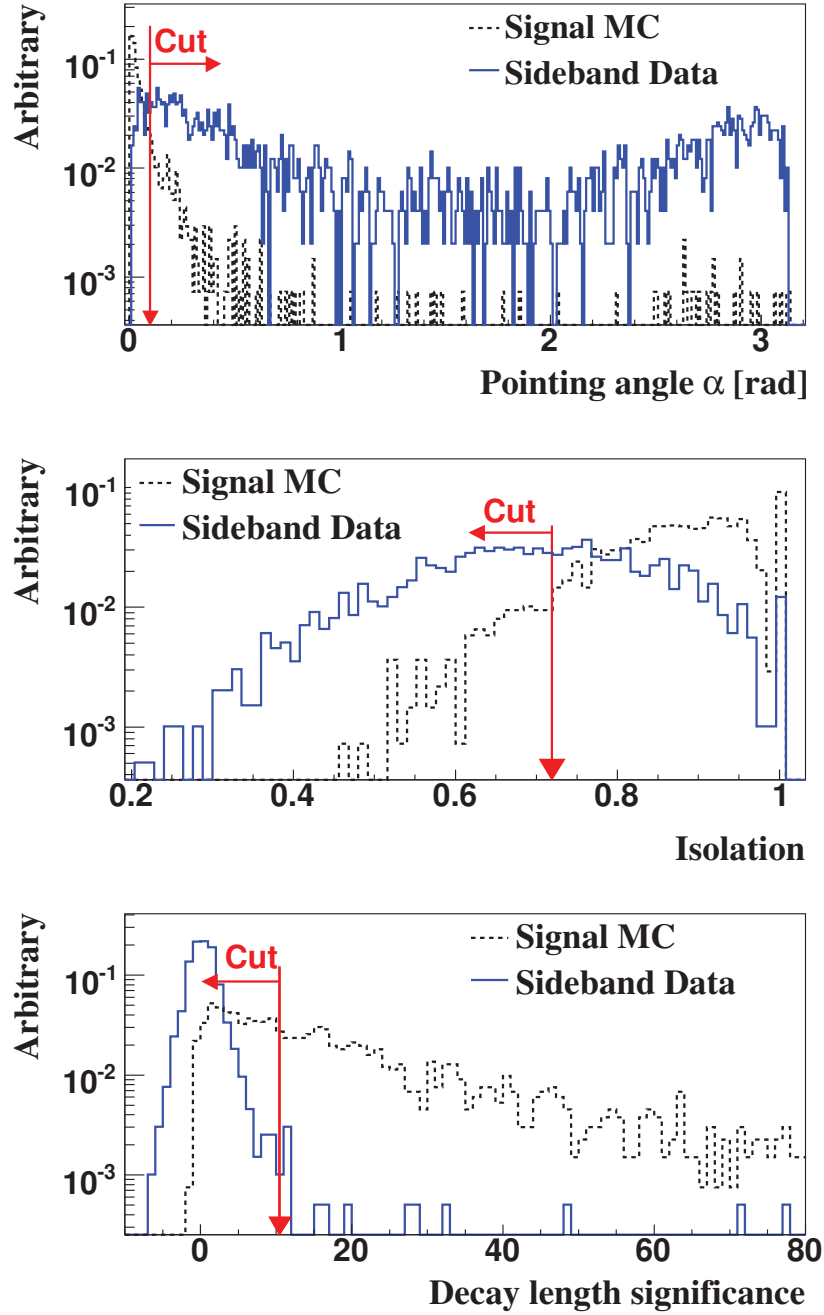 Arbitrary
10^-1
10^-2
10^-3
Cut
Signal MC
Sideband Data
0 1 2 3
Pointing angle α [rad]
Arbitrary
10^-1
10^-2
10^-3
Signal MC
Sideband Data
Cut
0.2 0.4 0.6 0.8 1
Isolation
Arbitrary
10^-1
10^-2
10^-3
Cut
Signal MC
Sideband Data
0 20 40 60 80
Decay length significance